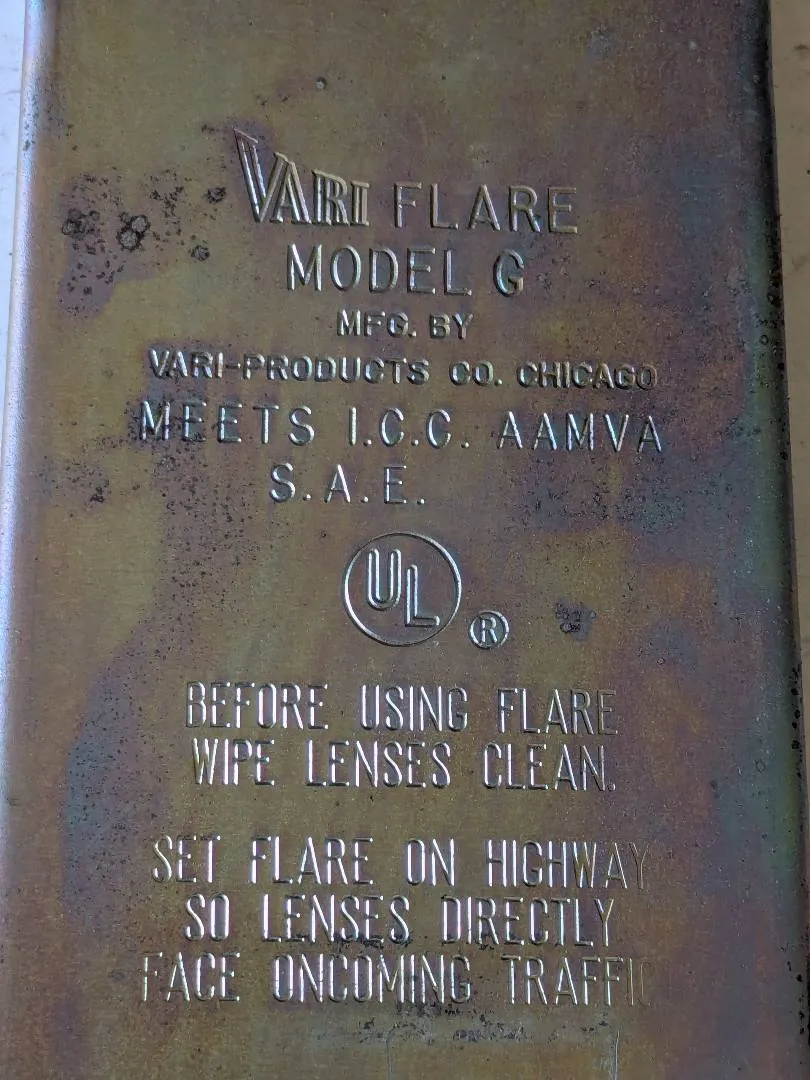 VARI FLARE
MODEL G
MFG. BY
VARI-PRODUCTS CO. CHICAGO
MEETS I.C.C. AAMVA
S.A.E.
UL ®
BEFORE USING FLARE
WIPE LENSES CLEAN.
SET FLARE ON HIGHWAY
SO LENSES DIRECTLY
FACE ONCOMING TRAFFIC